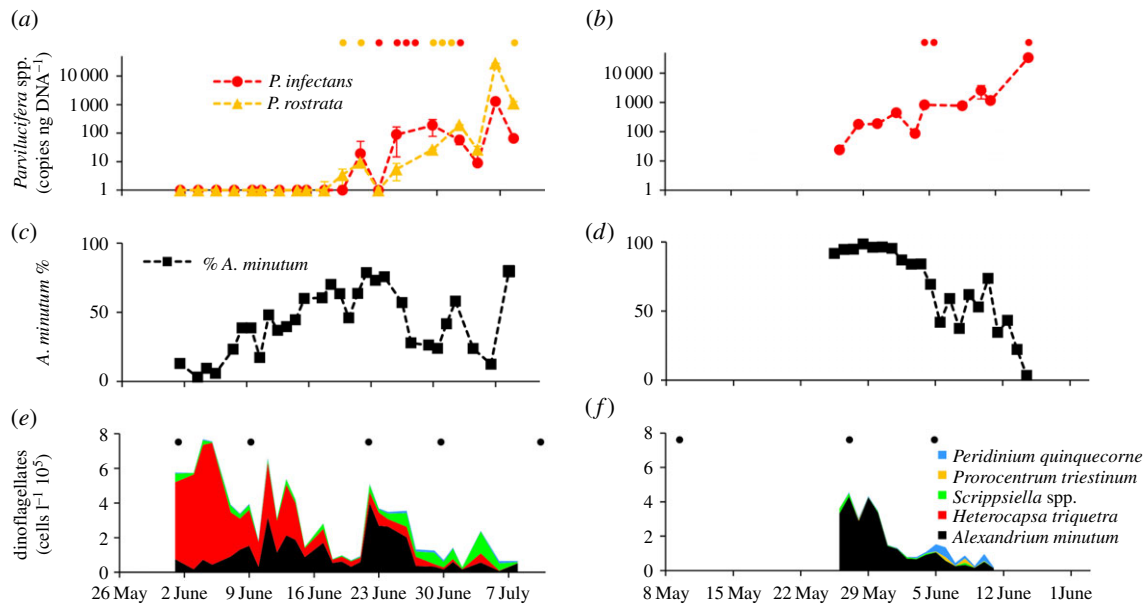 (a)
(b)
Parvilucifera spp.
(copies ng DNA−1)
10 000
1000
100
10
1
P. infectans
P. rostrata
10 000
1000
100
10
1
(c)
(d)
A. minutum %
100
50
0
% A. minutum
100
50
0
(e)
(f)
dinoflagellates
(cells l−1 10⁵)
8
6
4
2
0
8
6
4
2
0
Peridinium quinquecorne
Prorocentrum triestinum
Scrippsiella spp.
Heterocapsa triquetra
Alexandrium minutum
26 May 2 June 9 June 16 June 23 June 30 June 7 July
8 May 15 May 22 May 29 May 5 June 12 June 1June